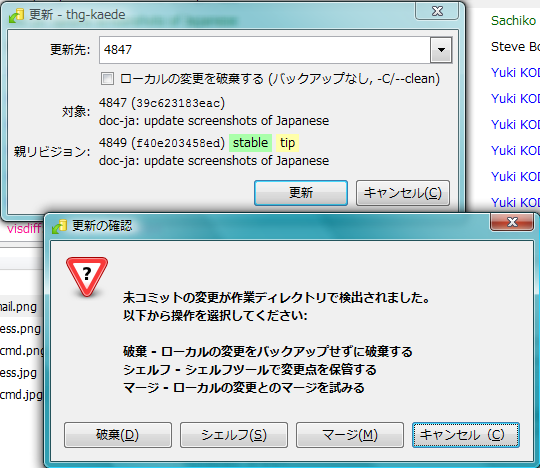 更新 - thg-kaede
更新先: 4847
ローカルの変更を破棄する (バックアップなし, -C/--clean)
対象: 4847 (39c623183eac)
doc-ja: update screenshots of Japanese
親リビジョン: 4849 (f40e203458ed) stable tip
doc-ja: update screenshots of Japanese
更新 キャンセル(C)
Sachiko
Steve Bo
Yuki KOD
Yuki KOD
Yuki KOD
Yuki KOD
Yuki KOD
Yuki KOD
visdiff
ail.png
ess.png
cmd.png
ess.jpg
cmd.jpg
更新の確認
未コミットの変更が作業ディレクトリで検出されました。
以下から操作を選択してください:
破棄 - ローカルの変更をバックアップせずに破棄する
シェルフ - シェルフツールで変更点を保管する
マージ - ローカルの変更とのマージを試みる
破棄(D) シェルフ(S) マージ(M) キャンセル (C)